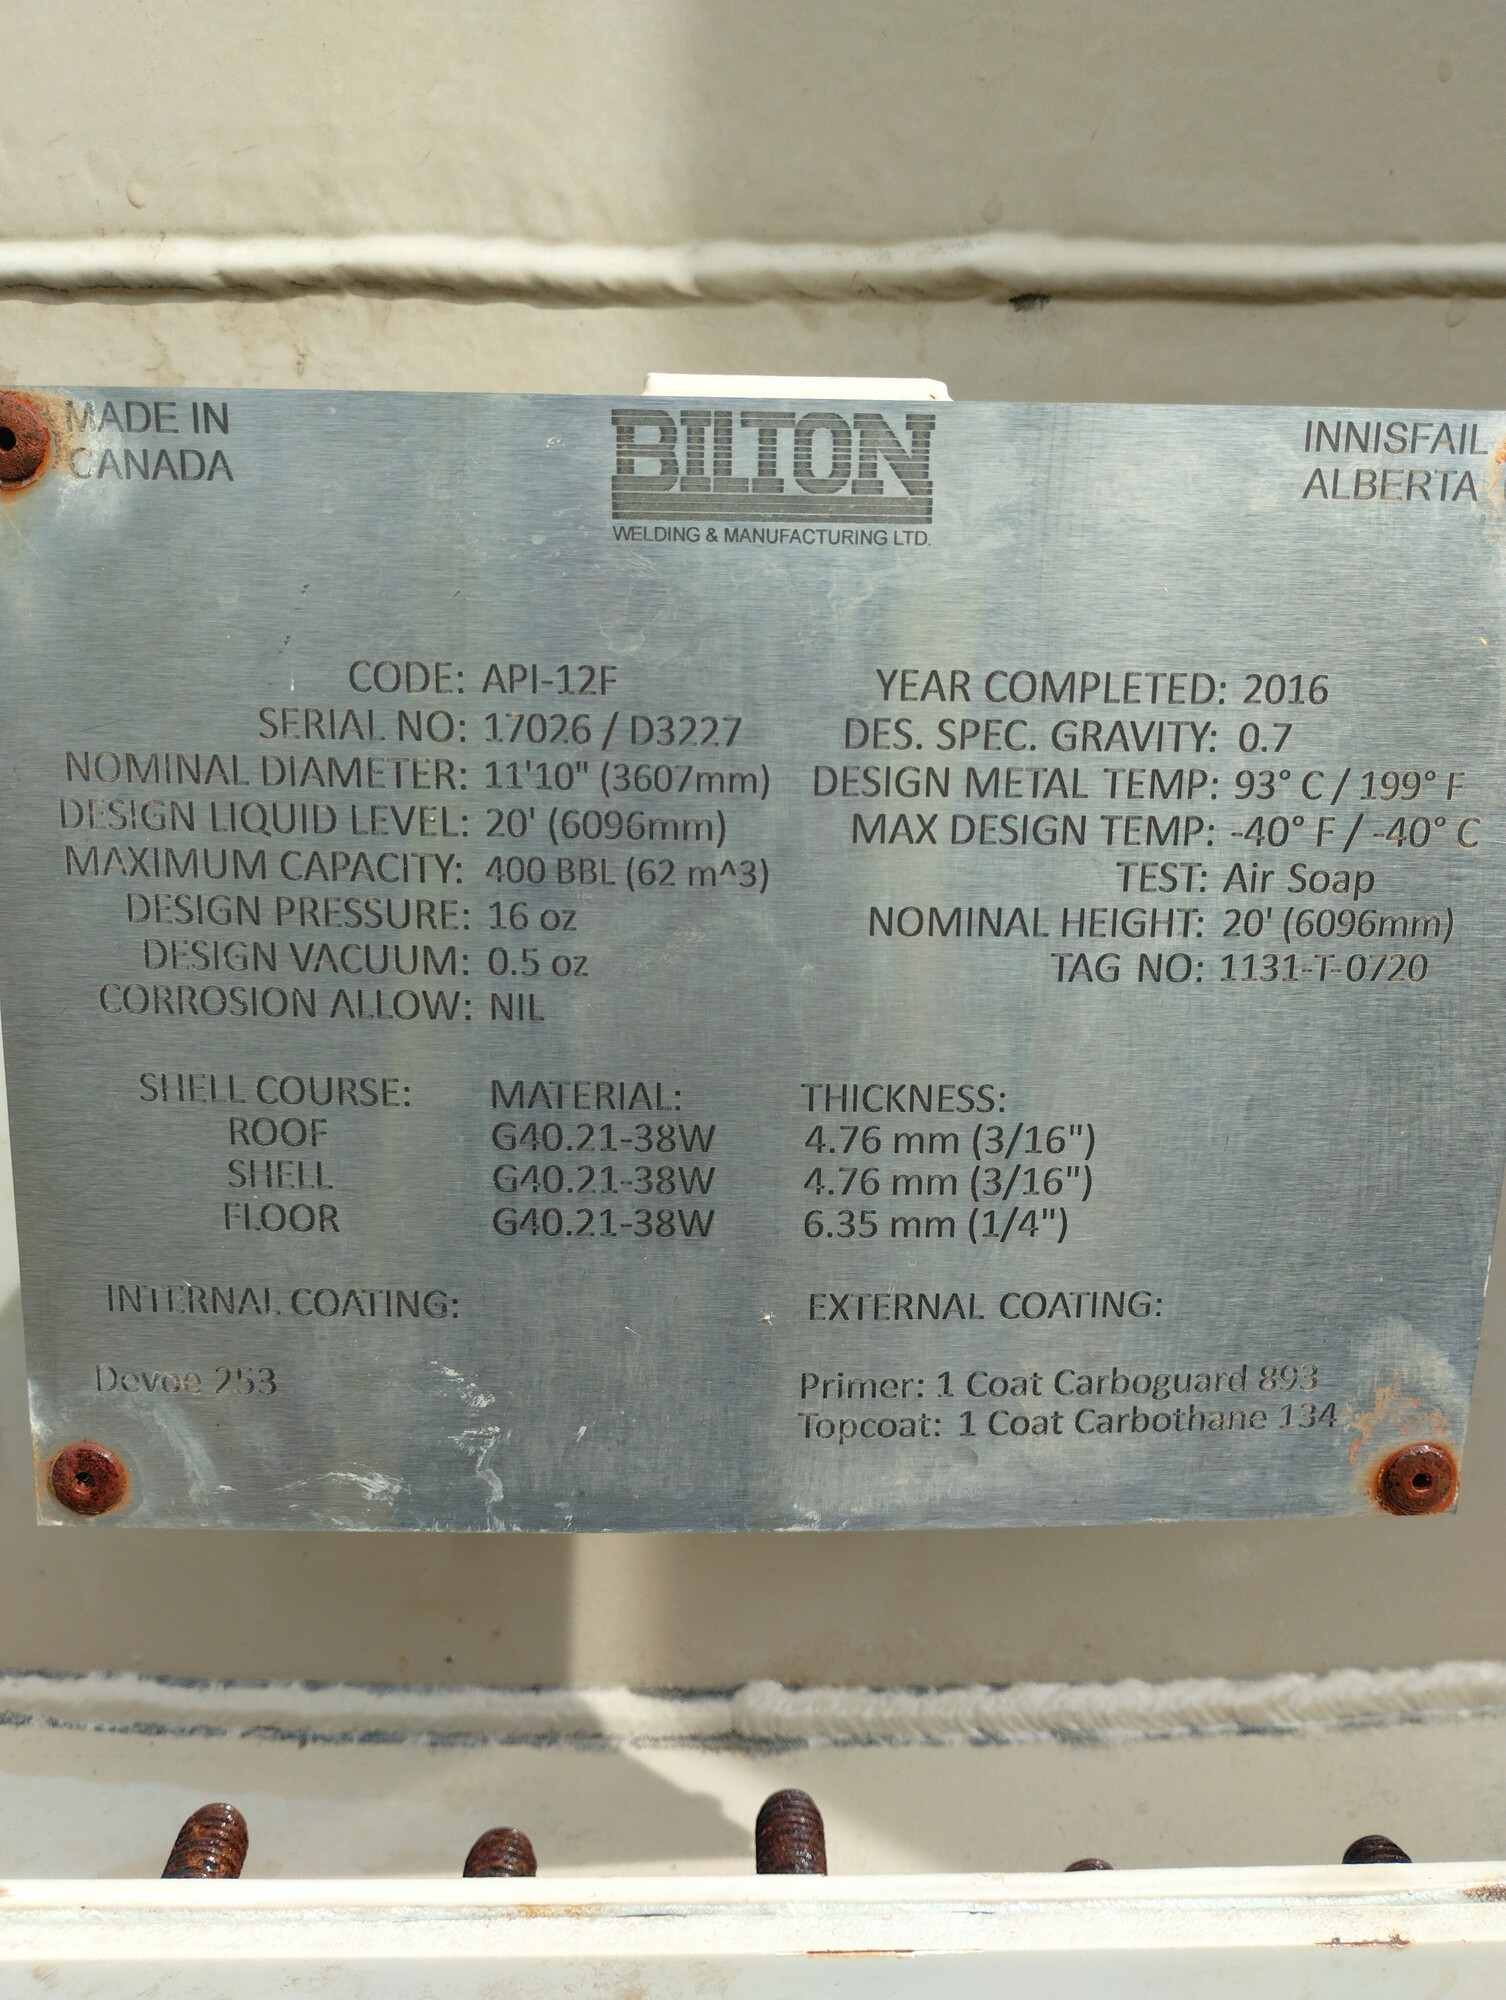 MADE IN
CANADA
BILTON
WELDING & MANUFACTURING LTD.
INNISFAIL
ALBERTA
CODE: API-12F
SERIAL NO: 17026 / D3227
NOMINAL DIAMETER: 11'10" (3607mm)
DESIGN LIQUID LEVEL: 20' (6096mm)
MAXIMUM CAPACITY: 400 BBL (62 m^3)
DESIGN PRESSURE: 16 oz
DESIGN VACUUM: 0.5 oz
CORROSION ALLOW: NIL
YEAR COMPLETED: 2016
DES. SPEC. GRAVITY: 0.7
DESIGN METAL TEMP: 93° C / 199° F
MAX DESIGN TEMP: -40° F / -40° C
TEST: Air Soap
NOMINAL HEIGHT: 20' (6096mm)
TAG NO: 1131-T-0720
SHELL COURSE: MATERIAL: THICKNESS:
ROOF G40.21-38W 4.76 mm (3/16")
SHELL G40.21-38W 4.76 mm (3/16")
FLOOR G40.21-38W 6.35 mm (1/4")
INTERNAL COATING:
Devoe 253
EXTERNAL COATING:
Primer: 1 Coat Carboguard 893
Topcoat: 1 Coat Carbothane 134